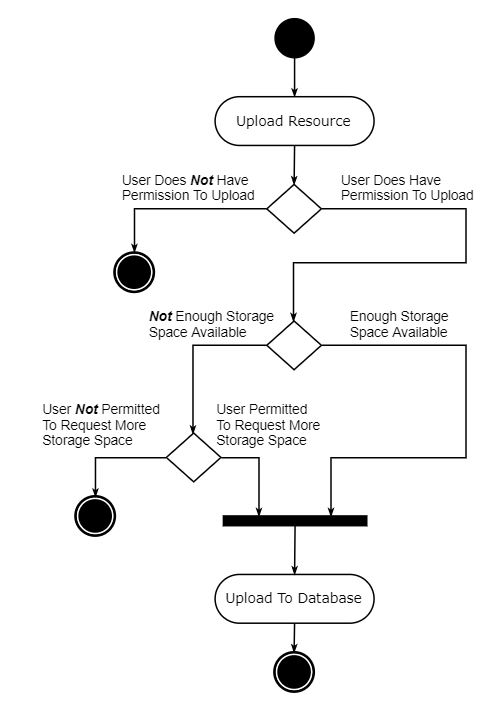 Upload Resource
User Does Not Have
Permission To Upload
User Does Have
Permission To Upload
Not Enough Storage
Space Available
Enough Storage
Space Available
User Not Permitted
To Request More
Storage Space
User Permitted
To Request More
Storage Space
Upload To Database